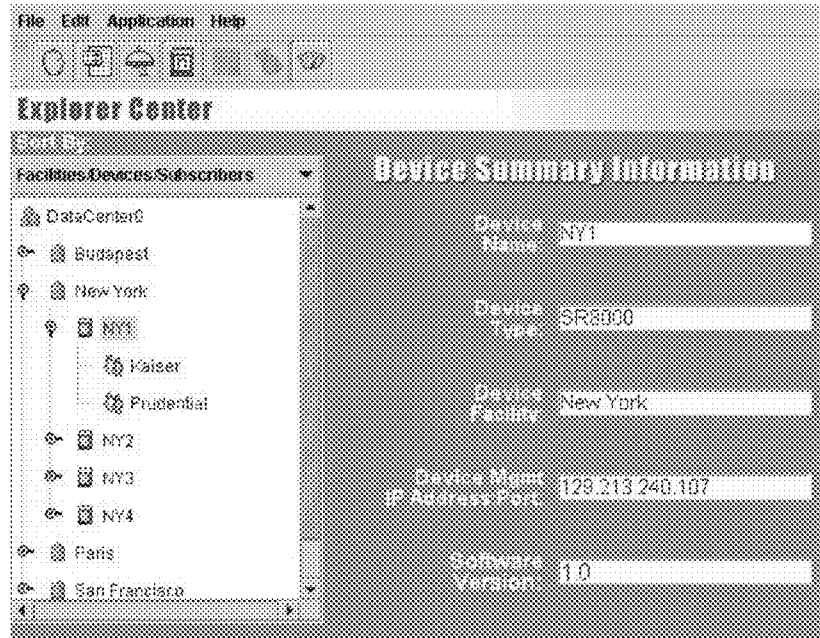 File Edit Application Help
Explorer Center
Sort By:
Facilities/Devices/Subscribers
Device Summary Information
DataCenter0
Budapest
New York
NY1
Kaiser
Prudential
NY2
NY3
NY4
Paris
San Francisco
Device Name: NY1
Device Type: SR8000
Device Facility: New York
Device Mgmt IP Address Port: 129.213.240.107
Software Version: 1.0